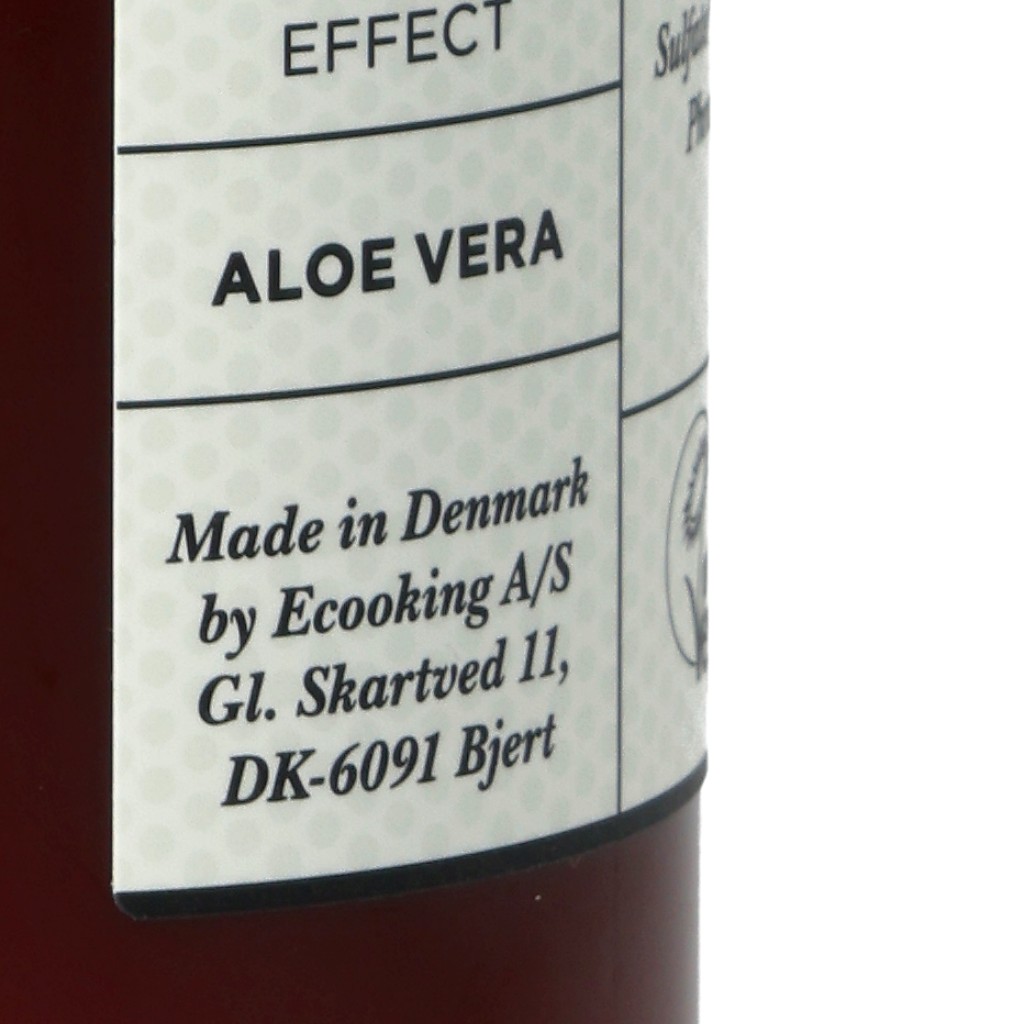 EFFECT
ALOE VERA
Made in Denmark
by Ecooking A/S
Gl. Skartved 11,
DK-6091 Bjert